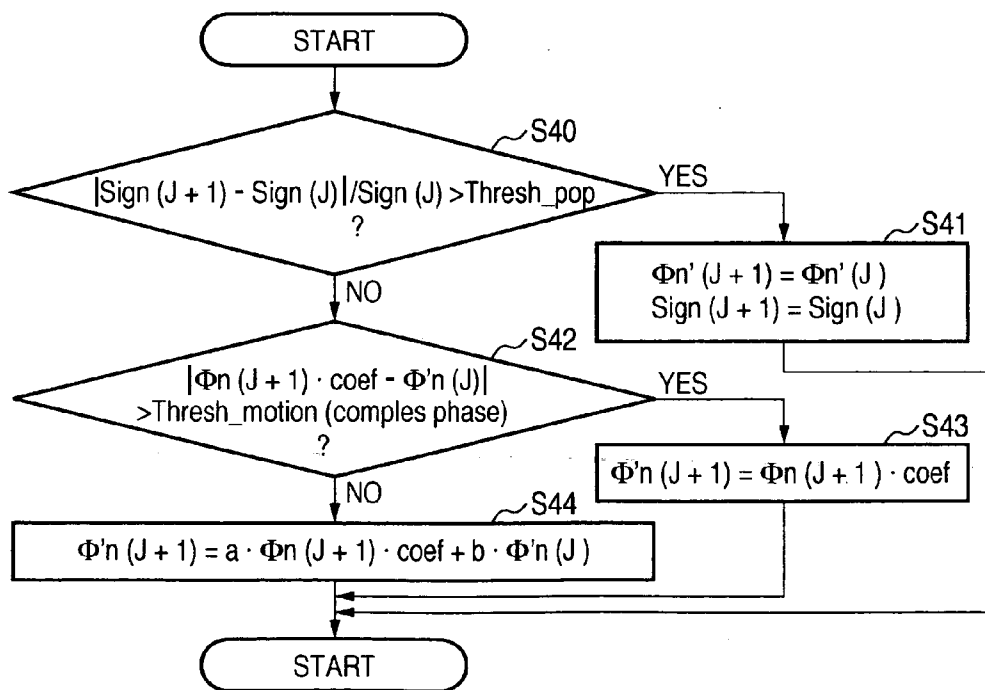 START
S40
|Sign (J + 1) - Sign (J)|/Sign (J) >Thresh_pop
?
YES
S41
Φn' (J + 1) = Φn' (J )
Sign (J + 1) = Sign (J )
NO
S42
|Φn (J + 1) · coef - Φ'n (J)|
>Thresh_motion (comples phase)
?
YES
S43
Φ'n (J + 1) = Φn (J + 1 ) · coef
NO
S44
Φ'n (J + 1) = a · Φn (J + 1) · coef + b · Φ'n (J )
START